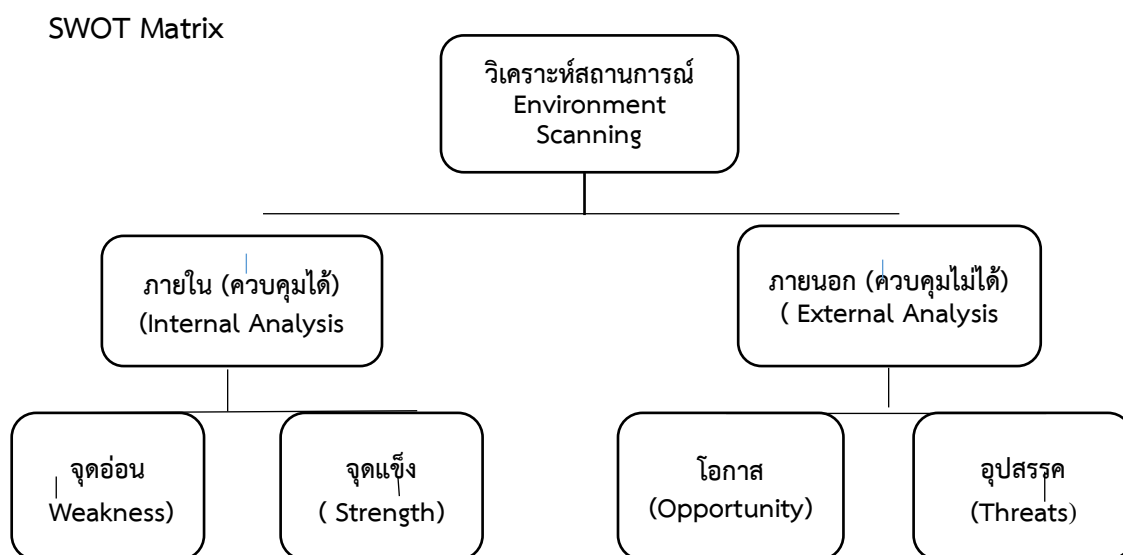 SWOT Matrix
วิเคราะห์สถานการณ์
Environment
Scanning
ภายใน (ควบคุมได้)
(Internal Analysis
ภายนอก (ควบคุมไม่ได้)
( External Analysis
จุดอ่อน
Weakness)
จุดแข็ง
( Strength)
โอกาส
(Opportunity)
อุปสรรค
(Threats)